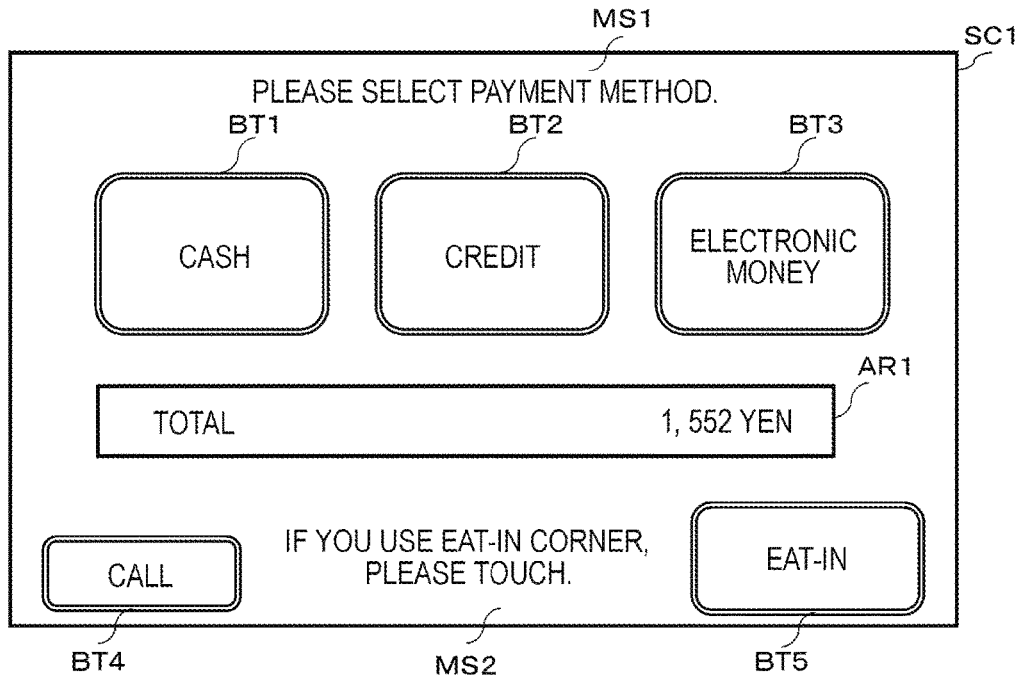 MS1
SC1
PLEASE SELECT PAYMENT METHOD.
BT1
BT2
BT3
CASH
CREDIT
ELECTRONIC
MONEY
AR1
TOTAL
1, 552 YEN
IF YOU USE EAT-IN CORNER,
PLEASE TOUCH.
CALL
EAT-IN
BT4
MS2
BT5